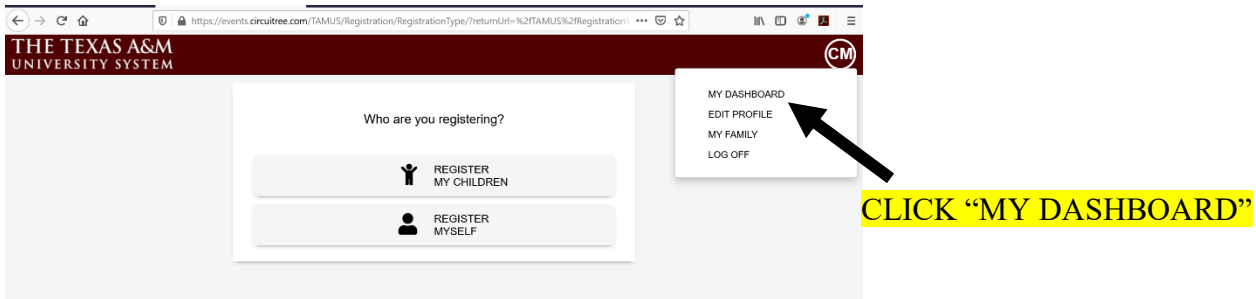 https://events.circuitree.com/TAMUS/Registration/RegistrationType/?returnUrl=%2fTAMUS%2fRegistration
THE TEXAS A&M
UNIVERSITY SYSTEM
CM
MY DASHBOARD
EDIT PROFILE
MY FAMILY
LOG OFF
Who are you registering?
REGISTER
MY CHILDREN
REGISTER
MYSELF
CLICK “MY DASHBOARD”